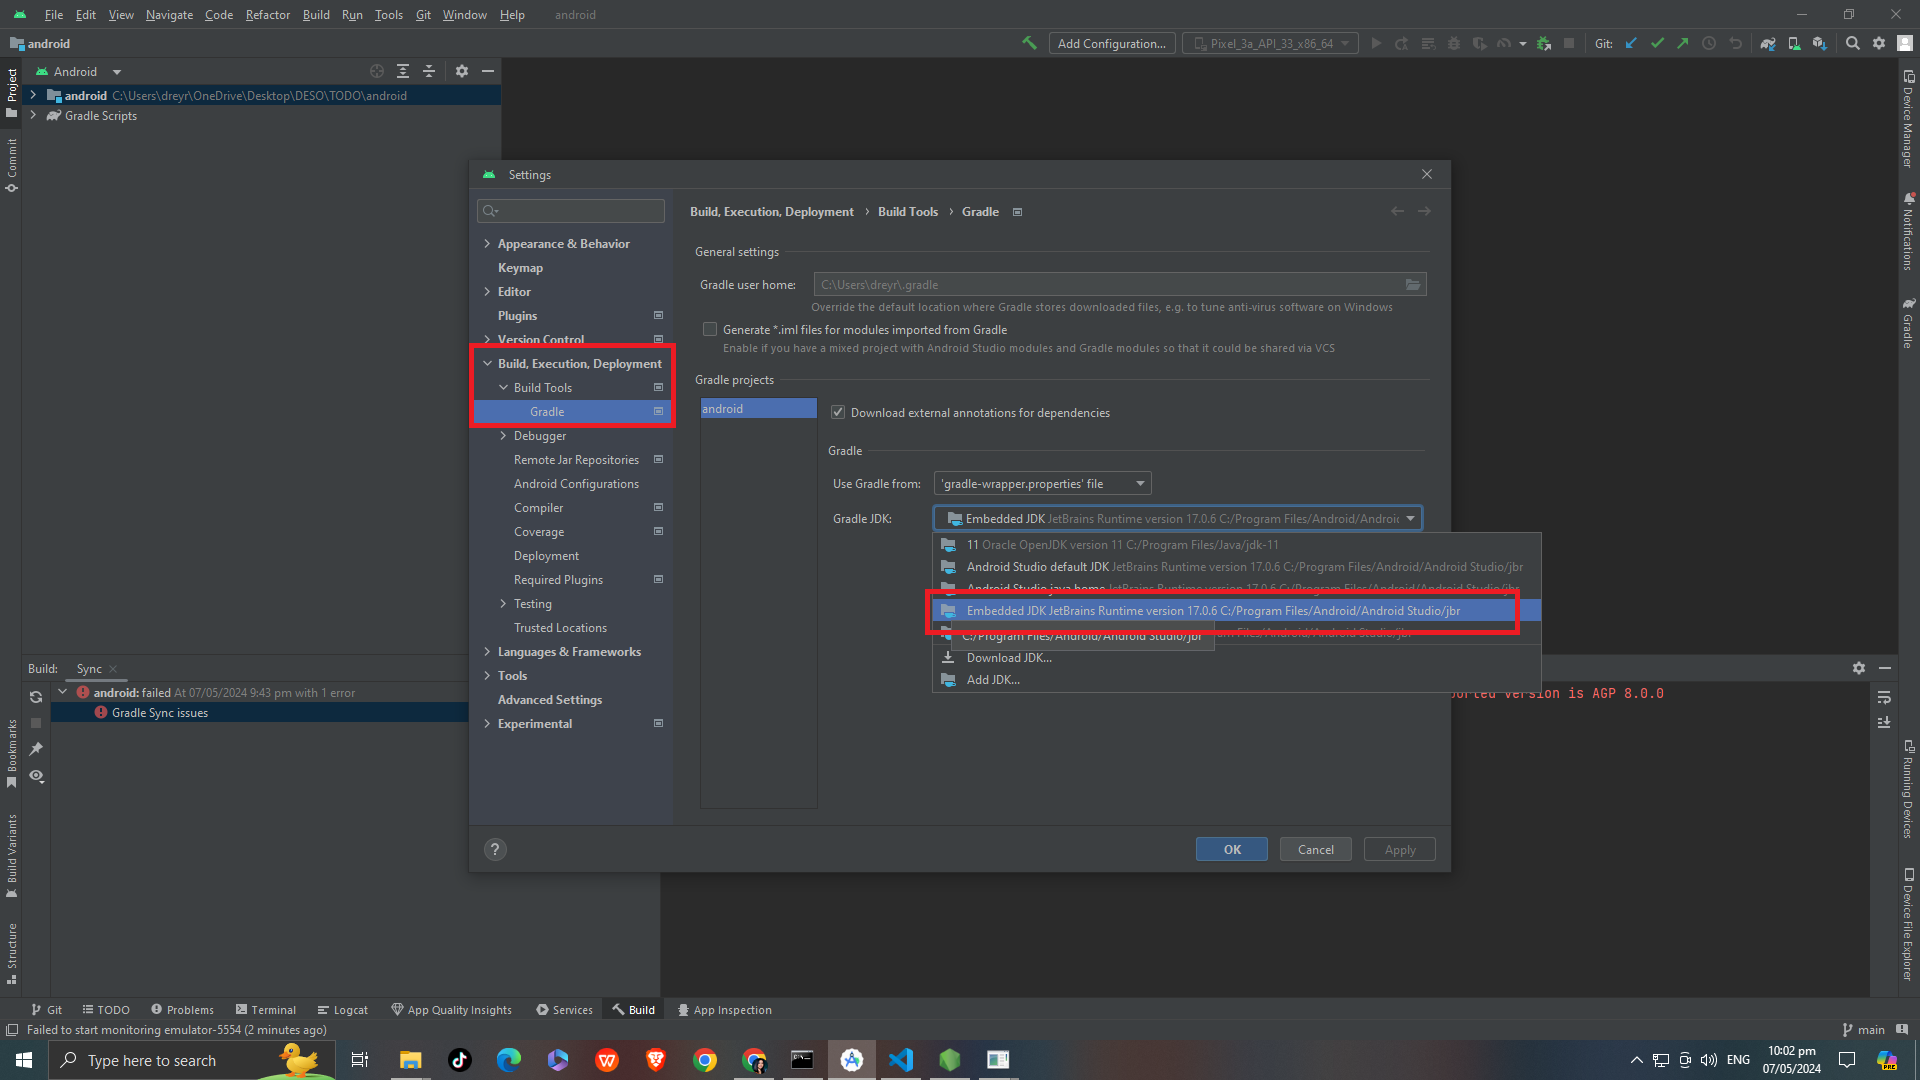 File Edit View Navigate Code Refactor Build Run Tools Git Window Help android
android
Add Configuration...
Pixel_3a_API_33_x86_64
Git:
Project
Commit
Bookmarks
Build Variants
Structure
Android
android C:\Users\dreyr\OneDrive\Desktop\DESO\TODO\android
Gradle Scripts
Settings
Appearance & Behavior
Keymap
Editor
Plugins
Version Control
Build, Execution, Deployment
Build Tools
Gradle
Debugger
Remote Jar Repositories
Android Configurations
Compiler
Coverage
Deployment
Required Plugins
Testing
Trusted Locations
Languages & Frameworks
Tools
Advanced Settings
Experimental
Build, Execution, Deployment › Build Tools › Gradle
General settings
Gradle user home: C:\Users\dreyr\.gradle
Override the default location where Gradle stores downloaded files, e.g. to tune anti-virus software on Windows
Generate *.iml files for modules imported from Gradle
Enable if you have a mixed project with Android Studio modules and Gradle modules so that it could be shared via VCS
Gradle projects
android
Download external annotations for dependencies
Gradle
Use Gradle from: 'gradle-wrapper.properties' file
Gradle JDK: Embedded JDK JetBrains Runtime version 17.0.6 C:/Program Files/Android/Androic
11 Oracle OpenJDK version 11 C:/Program Files/Java/jdk-11
Android Studio default JDK JetBrains Runtime version 17.0.6 C:/Program Files/Android/Android Studio/jbr
Android Studio java home JetBrains Runtime version 17.0.6 C:/Program Files/Android/Android Studio/jbr
Embedded JDK JetBrains Runtime version 17.0.6 C:/Program Files/Android/Android Studio/jbr
C:/Program Files/Android/Android Studio/jbr
Download JDK...
Add JDK...
? OK Cancel Apply
Build: Sync
android: failed At 07/05/2024 9:43 pm with 1 error
Gradle Sync issues
version is AGP 8.0.0
Device Manager
Notifications
Gradle
Running Devices
Device File Explorer
Git TODO Problems Terminal Logcat App Quality Insights Services Build App Inspection
Failed to start monitoring emulator-5554 (2 minutes ago)
main
Type here to search
ENG
10:02 pm
07/05/2024
PRE